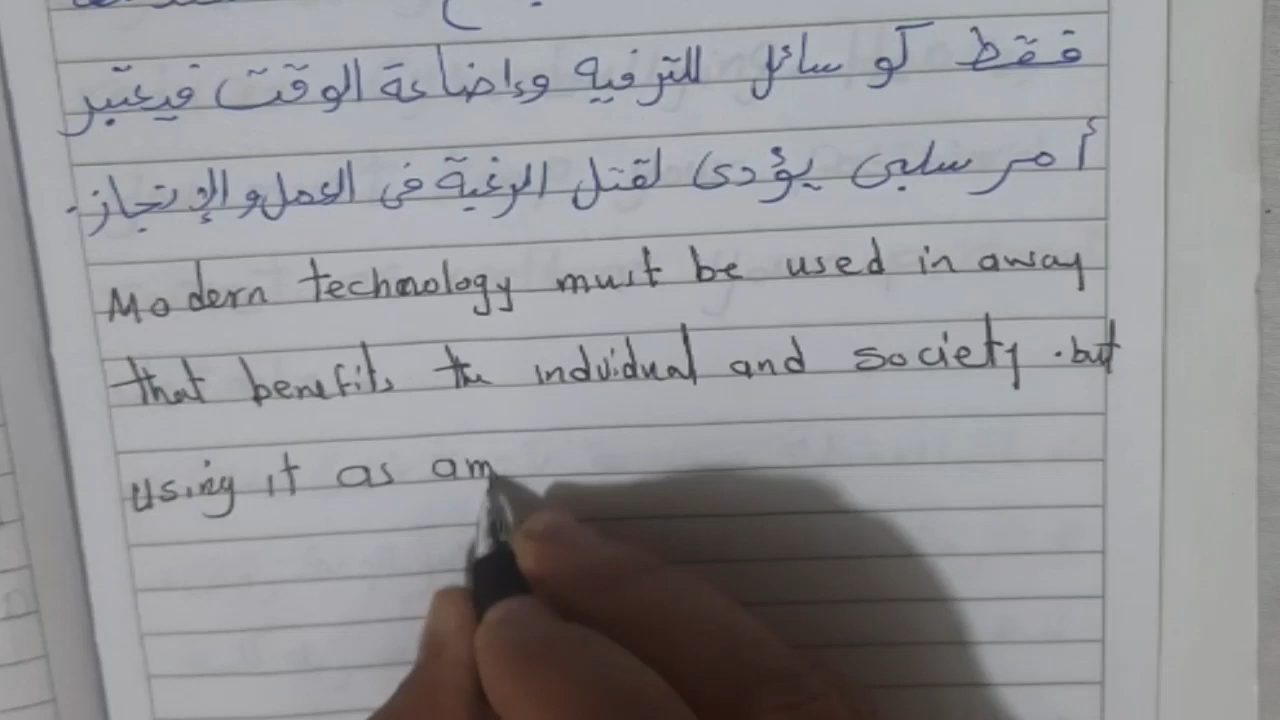 فقط كوسائل للترفيه وإضاعة الوقت فيعتبر
أمر سلبى يؤدى لقتل الرغبة فى العمل والإنجاز.
Modern technology must be used in away
that benefits the indvidual and society .but
using it as am